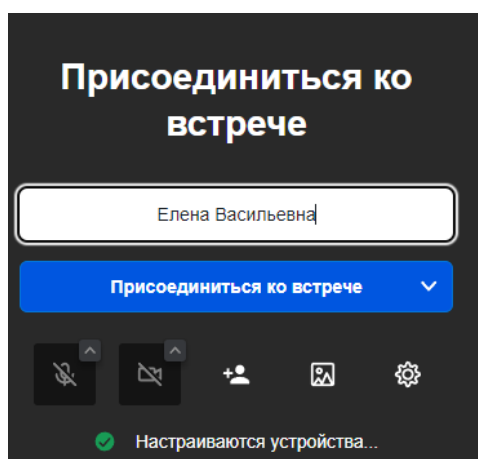 Присоединиться ко
встрече
Елена Васильевна
Присоединиться ко встрече
Настраиваются устройства...